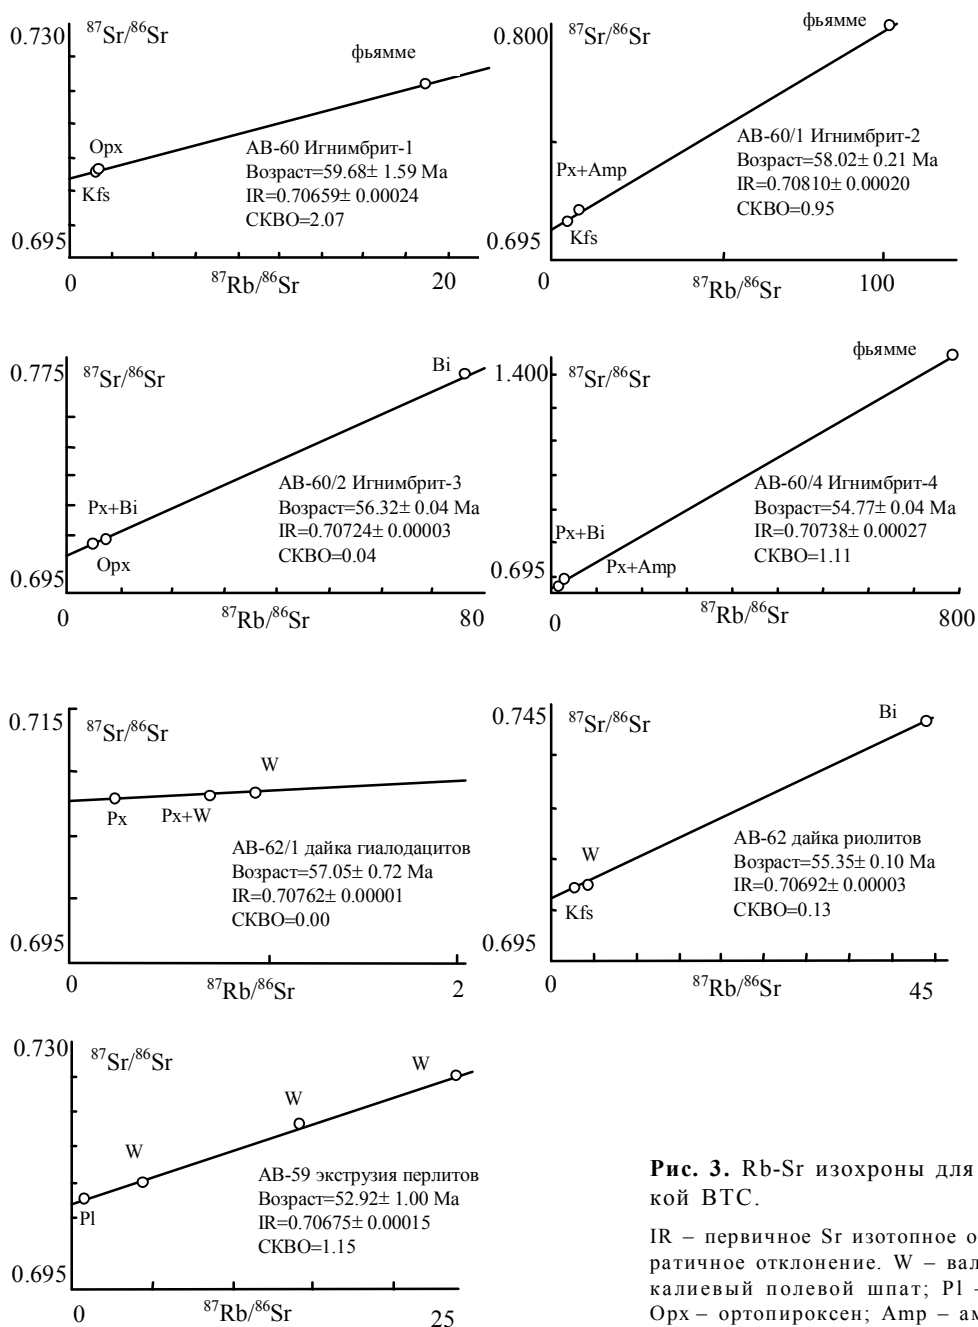 0.730
⁸⁷Sr/⁸⁶Sr
фьямме
Opx
Kfs
АВ-60 Игнимбрит-1
Возраст=59.68± 1.59 Ma
IR=0.70659± 0.00024
СКВО=2.07
0.695
0
⁸⁷Rb/⁸⁶Sr
20
0.800
⁸⁷Sr/⁸⁶Sr
фьямме
АВ-60/1 Игнимбрит-2
Возраст=58.02± 0.21 Ma
IR=0.70810± 0.00020
СКВО=0.95
Px+Amp
Kfs
0.695
0
⁸⁷Rb/⁸⁶Sr
100
0.775
⁸⁷Sr/⁸⁶Sr
Bi
АВ-60/2 Игнимбрит-3
Возраст=56.32± 0.04 Ma
IR=0.70724± 0.00003
СКВО=0.04
Px+Bi
Opx
0.695
0
⁸⁷Rb/⁸⁶Sr
80
1.400
⁸⁷Sr/⁸⁶Sr
фьямме
АВ-60/4 Игнимбрит-4
Возраст=54.77± 0.04 Ma
IR=0.70738± 0.00027
СКВО=1.11
Px+Bi
Px+Amp
0.695
0
⁸⁷Rb/⁸⁶Sr
800
0.715
⁸⁷Sr/⁸⁶Sr
W
Px
Px+W
АВ-62/1 дайка гиалодацитов
Возраст=57.05± 0.72 Ma
IR=0.70762± 0.00001
СКВО=0.00
0.695
0
⁸⁷Rb/⁸⁶Sr
2
0.745
⁸⁷Sr/⁸⁶Sr
Bi
АВ-62 дайка риолитов
Возраст=55.35± 0.10 Ma
IR=0.70692± 0.00003
СКВО=0.13
W
Kfs
0.695
0
⁸⁷Rb/⁸⁶Sr
45
0.730
⁸⁷Sr/⁸⁶Sr
W
W
W
Pl
АВ-59 экструзия перлитов
Возраст=52.92± 1.00 Ma
IR=0.70675± 0.00015
СКВО=1.15
0.695
0
⁸⁷Rb/⁸⁶Sr
25
Рис. 3. Rb-Sr изохроны для
кой ВТС.
IR – первичное Sr изотопное о
ратичное отклонение. W – вал
калиевый полевой шпат; Pl –
Opx – ортопироксен; Amp – ам